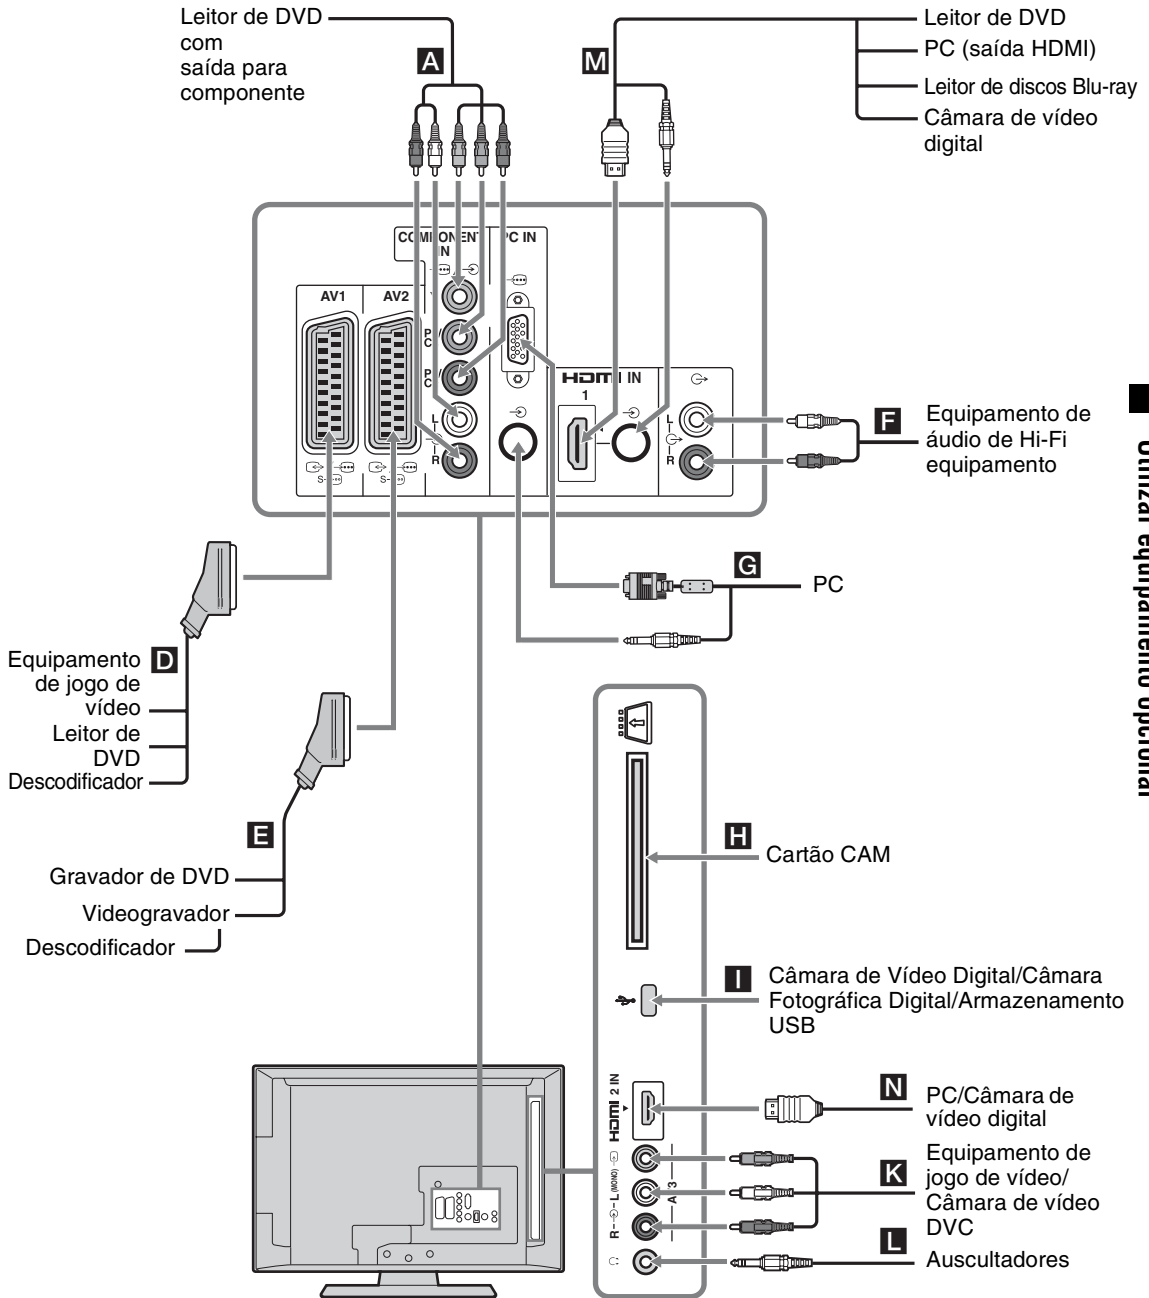 Leitor de DVD
com
saída para
componente
A
M
Leitor de DVD
PC (saída HDMI)
Leitor de discos Blu-ray
Câmara de vídeo
digital
COMPONENT
IN
PC IN
AV1
AV2
HDMI IN
1
L
R
L
R
S
S
F
Equipamento de
áudio de Hi-Fi
equipamento
Utilizar equipamento opcional
G
PC
D
Equipamento
de jogo de
vídeo
Leitor de
DVD
Descodificador
E
Gravador de DVD
Videogravador
Descodificador
H
Cartão CAM
I
Câmara de Vídeo Digital/Câmara
Fotográfica Digital/Armazenamento
USB
HDMI 2 IN
N
PC/Câmara de
vídeo digital
R L (MONO)
K
Equipamento de
jogo de vídeo/
Câmara de vídeo
DVC
L
Auscultadores